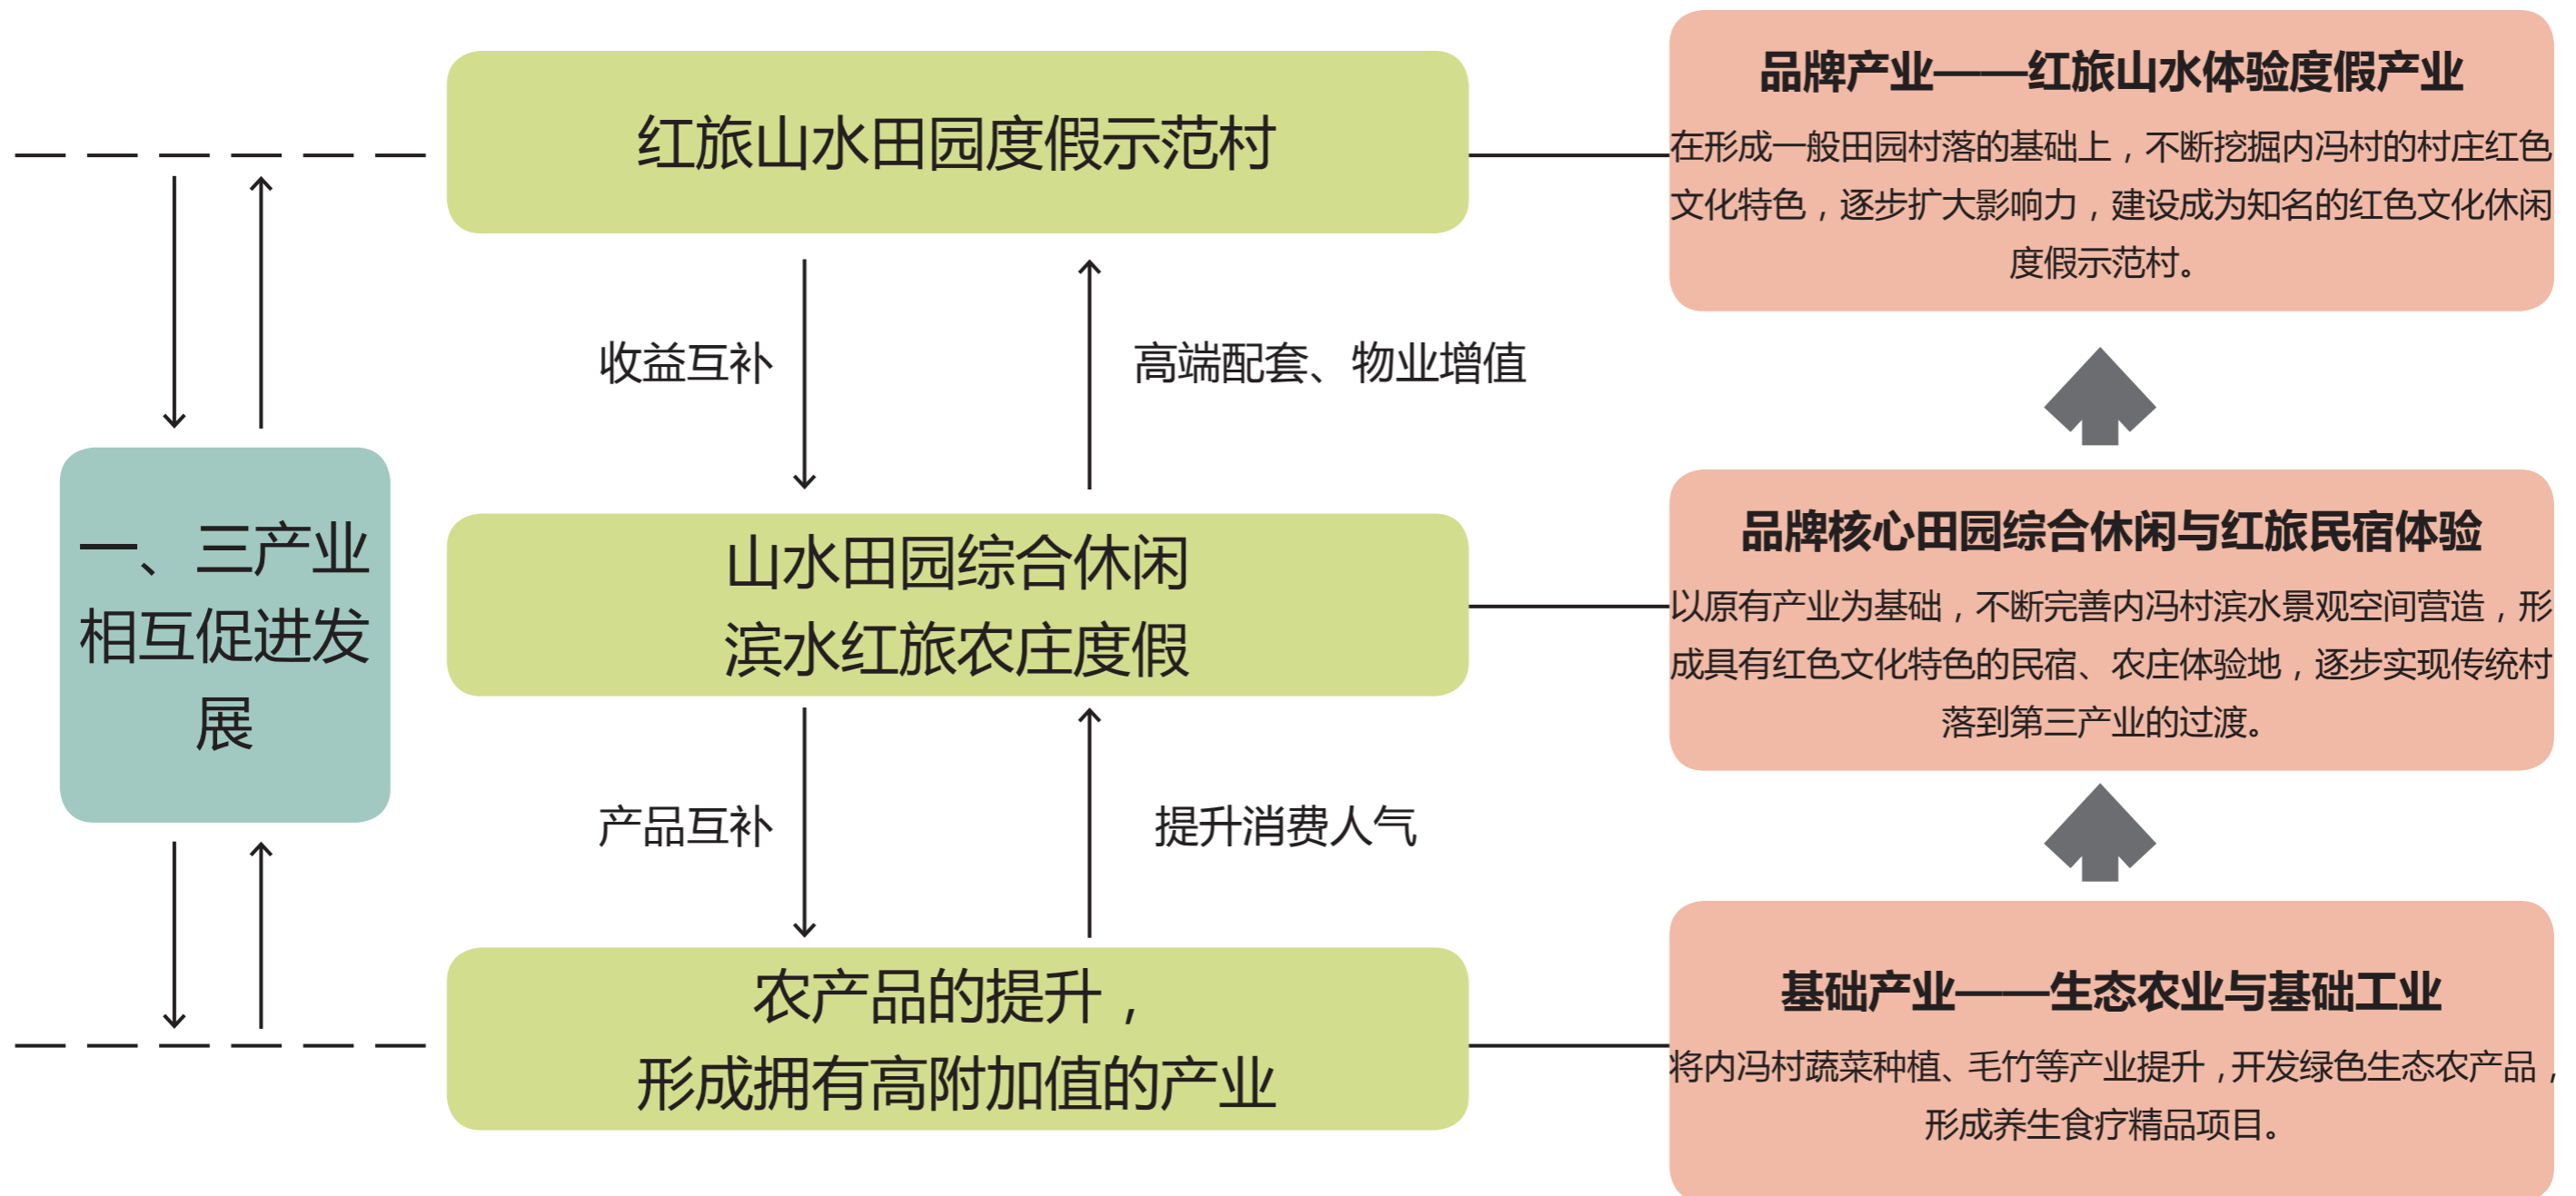 红旅山水田园度假示范村
品牌产业——红旅山水体验度假产业
在形成一般田园村落的基础上，不断挖掘内冯村的村庄红色
文化特色，逐步扩大影响力，建设成为知名的红色文化休闲
度假示范村。
收益互补
高端配套、物业增值
一、三产业
相互促进发
展
山水田园综合休闲
滨水红旅农庄度假
品牌核心田园综合休闲与红旅民宿体验
以原有产业为基础，不断完善内冯村滨水景观空间营造，形
成具有红色文化特色的民宿、农庄体验地，逐步实现传统村
落到第三产业的过渡。
产品互补
提升消费人气
农产品的提升，
形成拥有高附加值的产业
基础产业——生态农业与基础工业
将内冯村蔬菜种植、毛竹等产业提升，开发绿色生态农产品，
形成养生食疗精品项目。